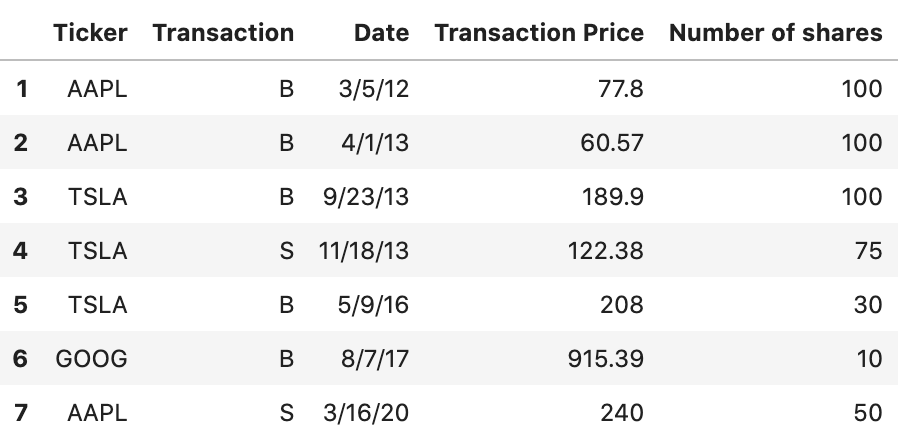 Ticker Transaction Date Transaction Price Number of shares
1 AAPL B 3/5/12 77.8 100
2 AAPL B 4/1/13 60.57 100
3 TSLA B 9/23/13 189.9 100
4 TSLA S 11/18/13 122.38 75
5 TSLA B 5/9/16 208 30
6 GOOG B 8/7/17 915.39 10
7 AAPL S 3/16/20 240 50